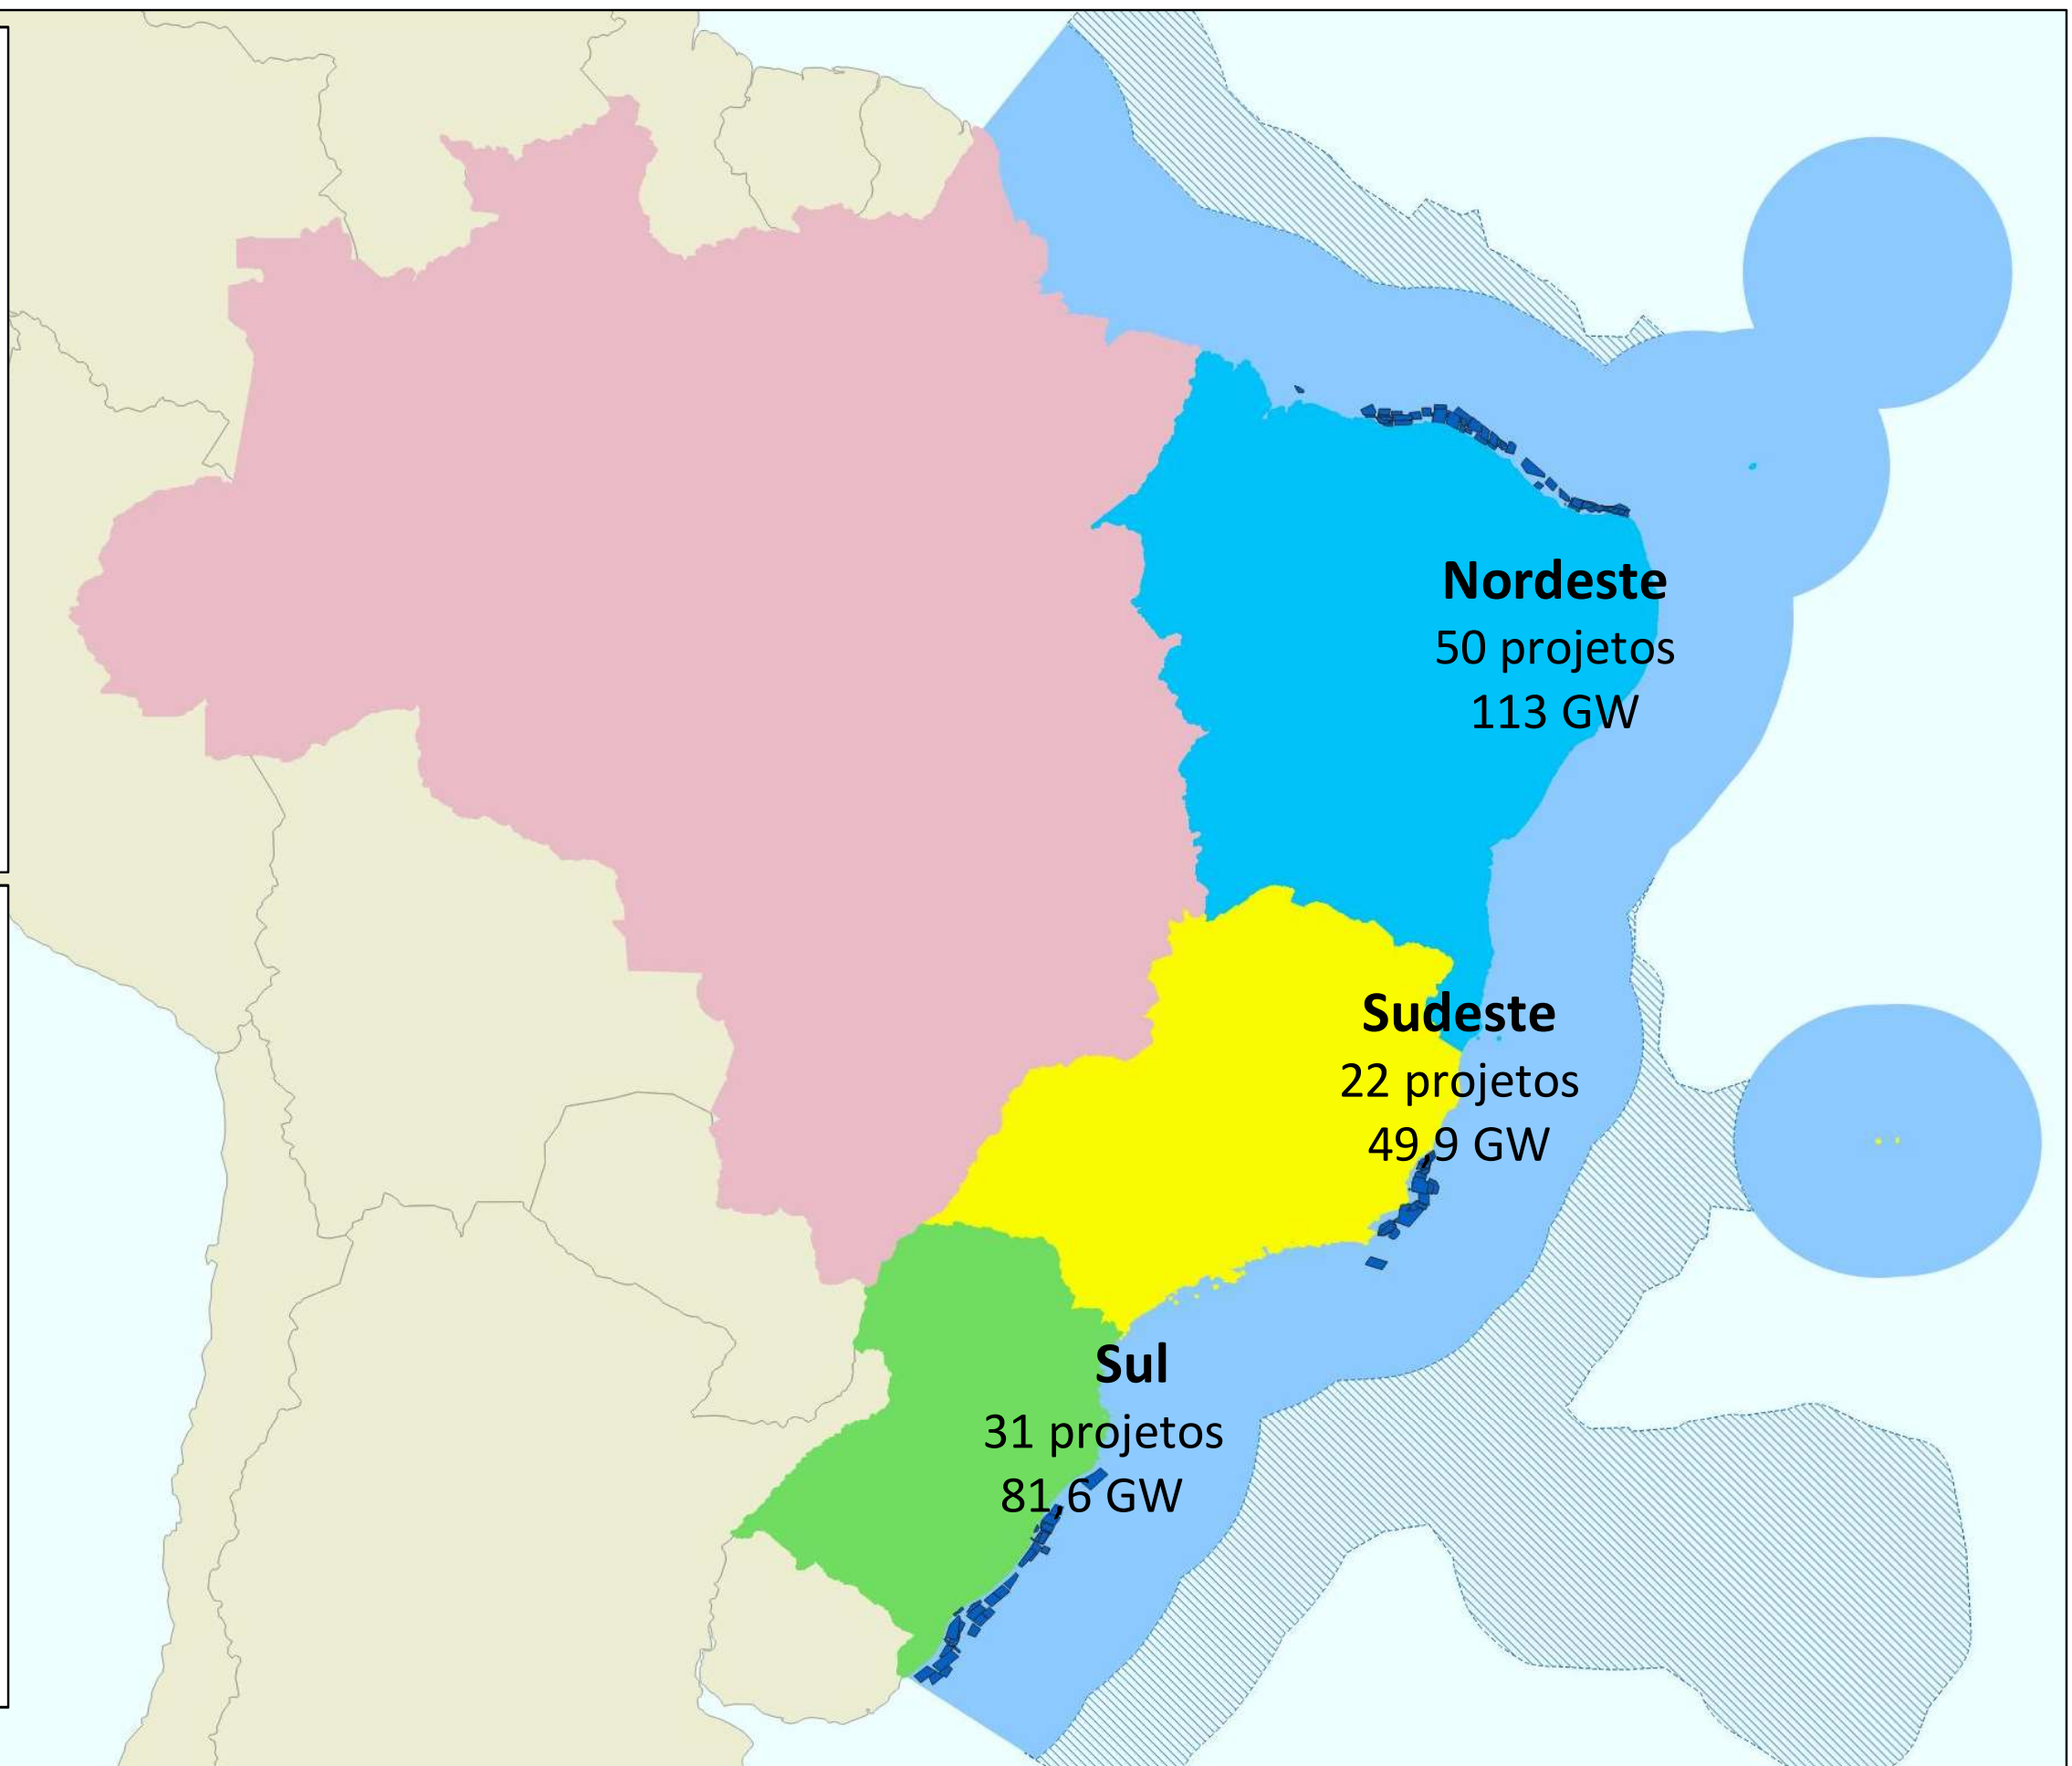 Nordeste
50 projetos
113 GW
Sudeste
22 projetos
49 9 GW
Sul
31 projetos
81 6 GW